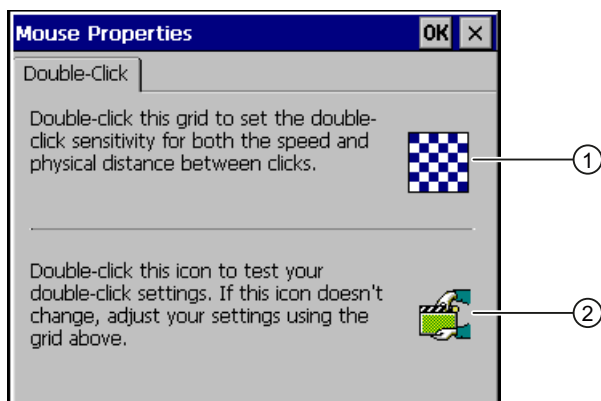 Mouse Properties
OK ×
Double-Click
Double-click this grid to set the double-
click sensitivity for both the speed and
physical distance between clicks.
1
Double-click this icon to test your
double-click settings. If this icon doesn't
change, adjust your settings using the
grid above.
2